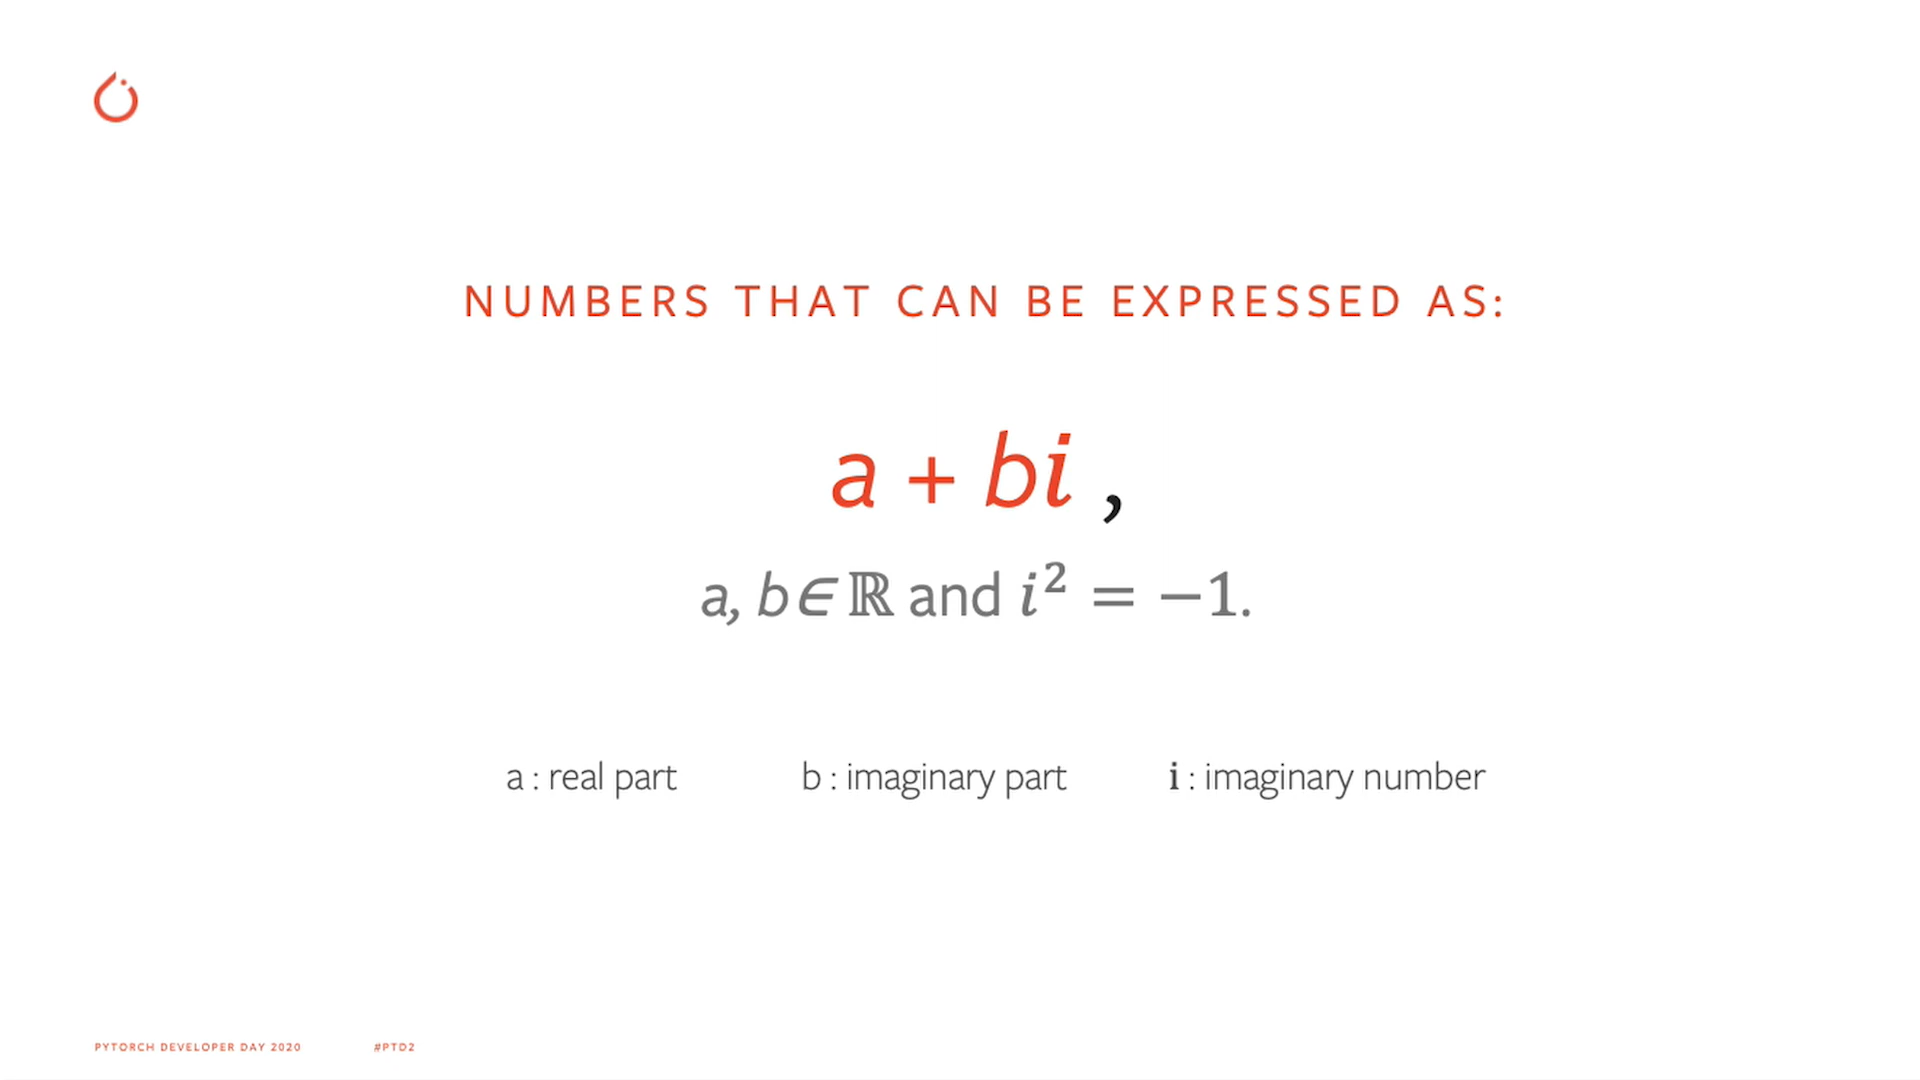 NUMBERS THAT CAN BE EXPRESSED AS:
a + bi ,
a, b∈ℝ and i² = −1.
a : real part b : imaginary part i : imaginary number
PYTORCH DEVELOPER DAY 2020 #PTD2